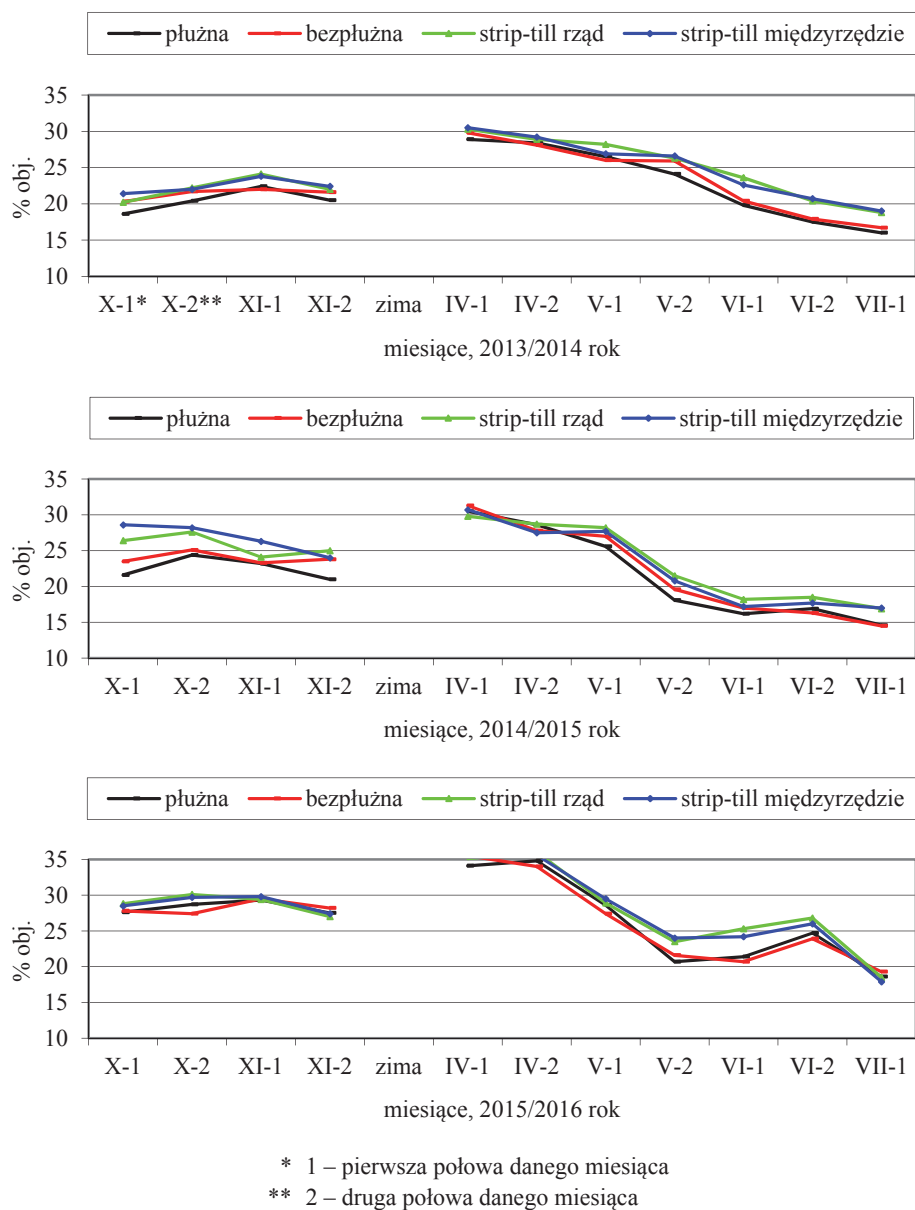 płużna bezpłużna strip-till rząd strip-till międzyrzędzie
35
30
25
20
15
10
% obj.
X-1* X-2** XI-1 XI-2 zima IV-1 IV-2 V-1 V-2 VI-1 VI-2 VII-1
miesiące, 2013/2014 rok
płużna bezpłużna strip-till rząd strip-till międzyrzędzie
35
30
25
20
15
10
% obj.
X-1 X-2 XI-1 XI-2 zima IV-1 IV-2 V-1 V-2 VI-1 VI-2 VII-1
miesiące, 2014/2015 rok
płużna bezpłużna strip-till rząd strip-till międzyrzędzie
35
30
25
20
15
10
% obj.
X-1 X-2 XI-1 XI-2 zima IV-1 IV-2 V-1 V-2 VI-1 VI-2 VII-1
miesiące, 2015/2016 rok
* 1 – pierwsza połowa danego miesiąca
** 2 – druga połowa danego miesiąca